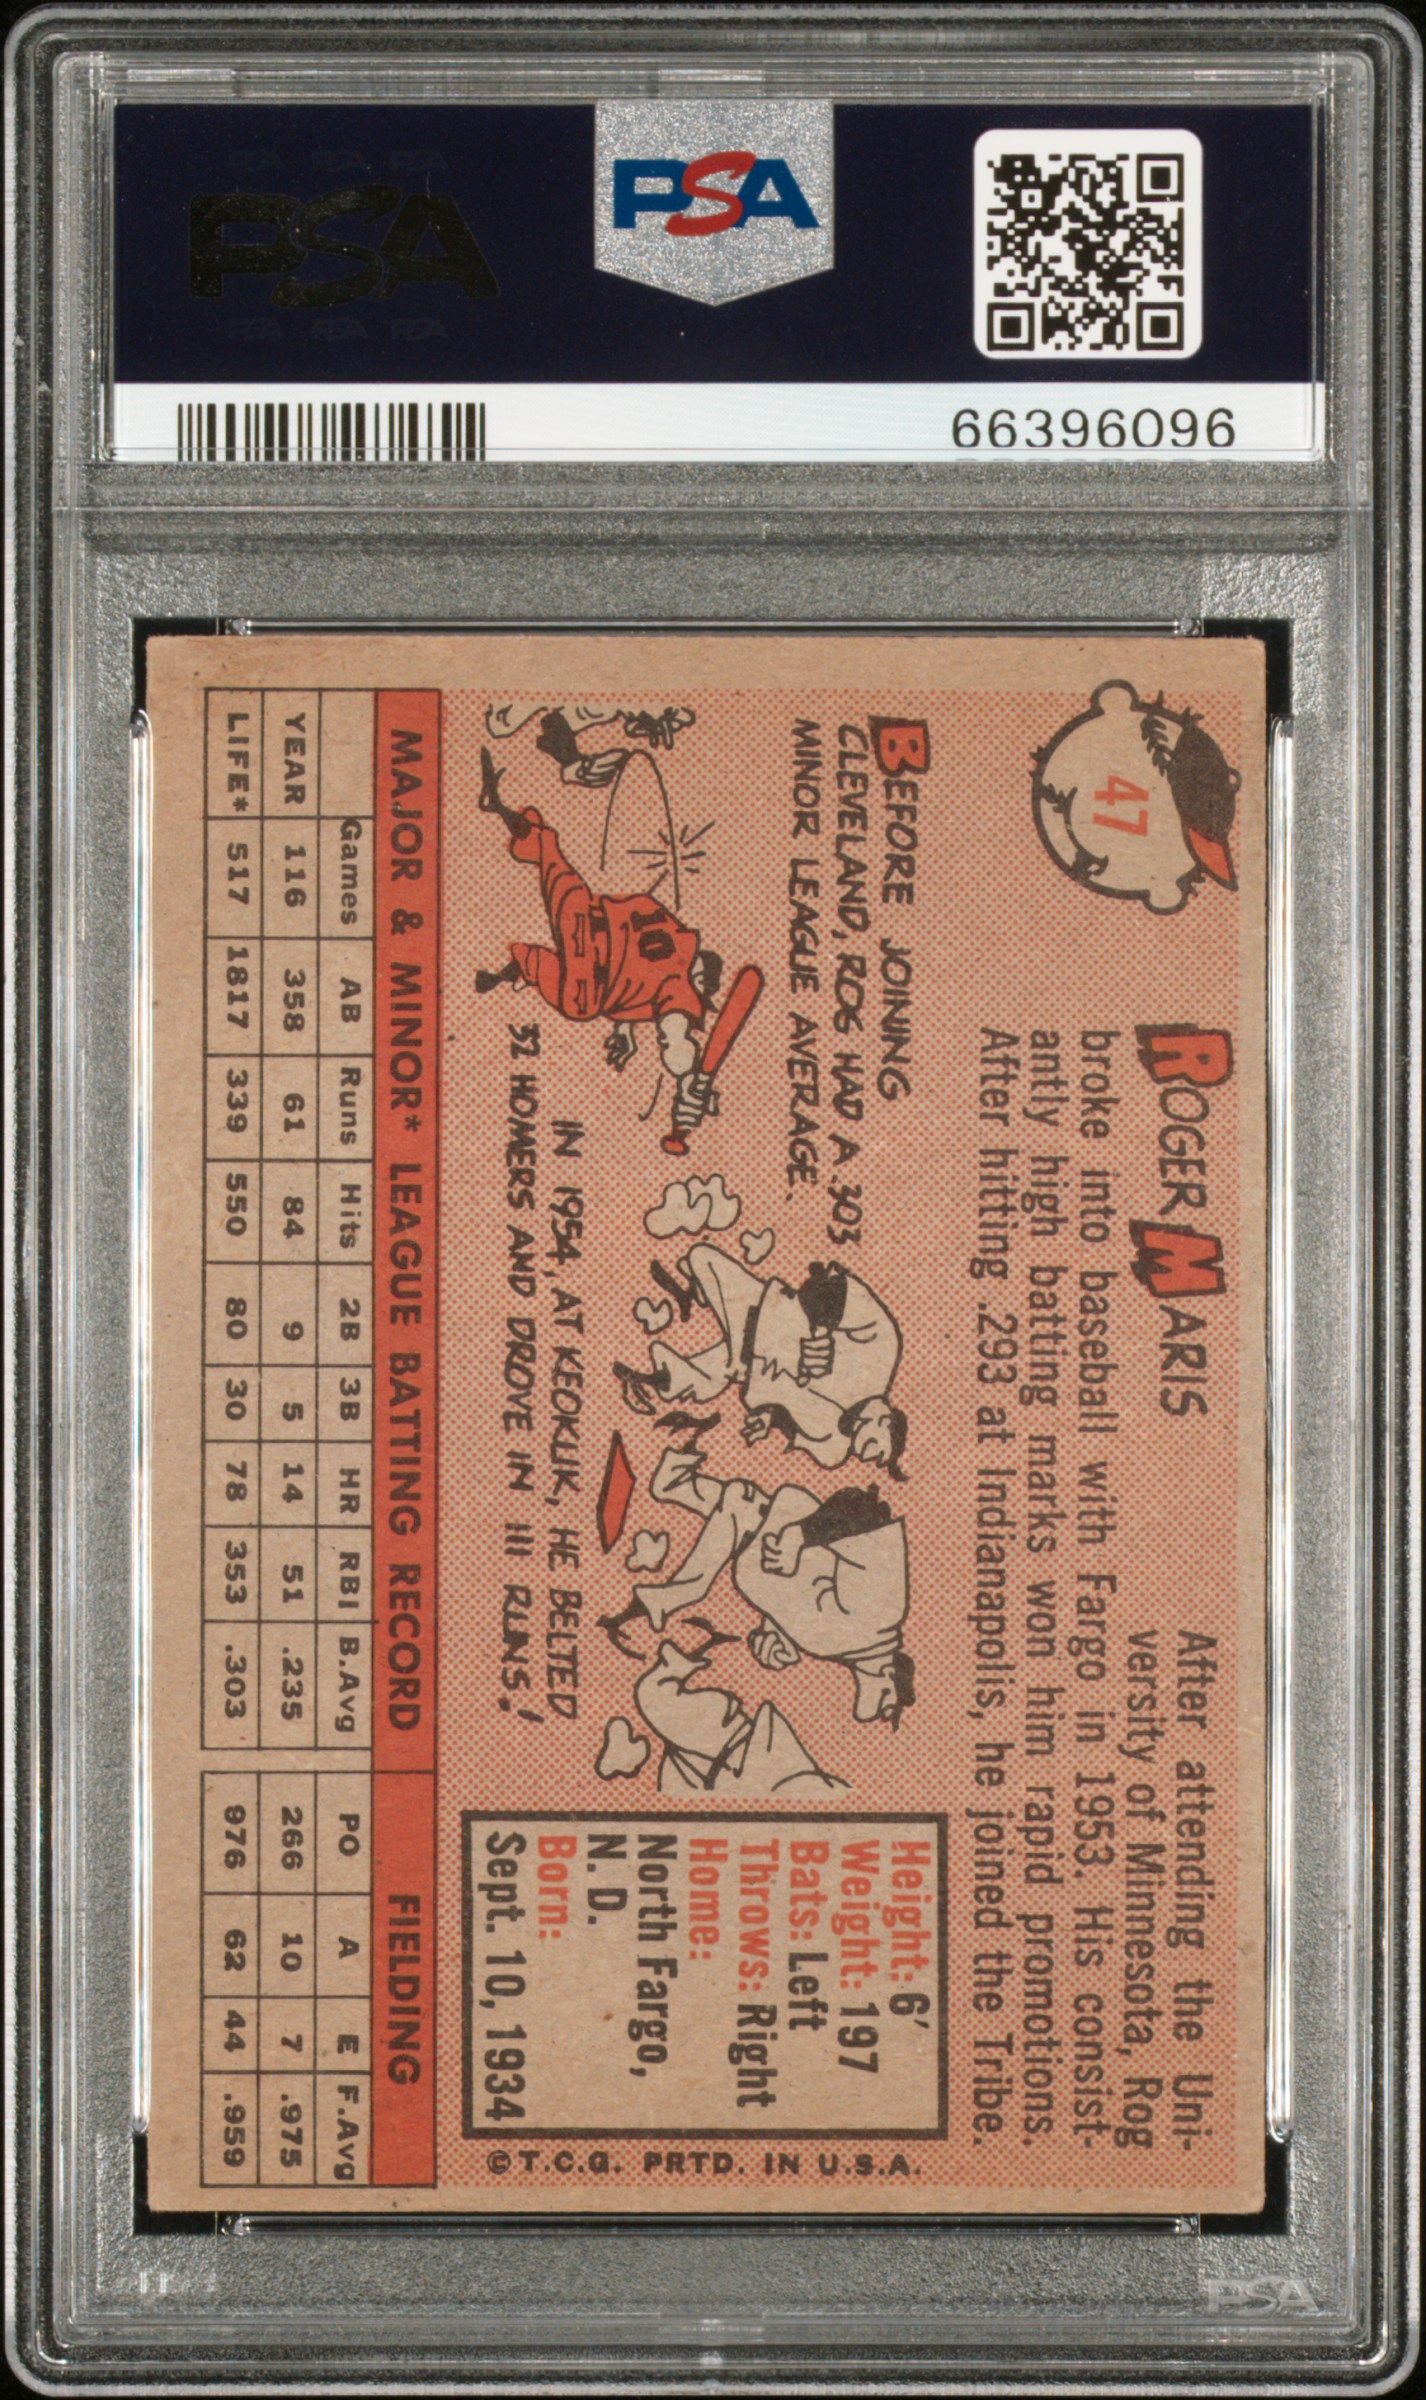 PSA
PSA
66396096
47
ROGER MARIS
After attending the Uni-
versity of Minnesota, Rog
broke into baseball with Fargo in 1953. His consist-
antly high batting marks won him rapid promotions.
After hitting .293 at Indianapolis, he joined the Tribe.
BEFORE JOINING
CLEVELAND, ROG HAD A .303
MINOR LEAGUE AVERAGE.
10
IN 1954, AT KEOKUK, HE BELTED
32 HOMERS AND DROVE IN 111 RUNS!
Height: 6'
Weight: 197
Bats: Left
Throws: Right
Home:
North Fargo,
N. D.
Born:
Sept. 10, 1934
© T.C.G. PRTD. IN U.S.A.
MAJOR & MINOR* LEAGUE BATTING RECORD FIELDING
Games AB Runs Hits 2B 3B HR RBI B.Avg PO A E F.Avg
YEAR 116 358 61 84 9 5 14 51 .235 266 10 7 .975
LIFE* 517 1817 339 550 80 30 78 353 .303 976 62 44 .959
PSA